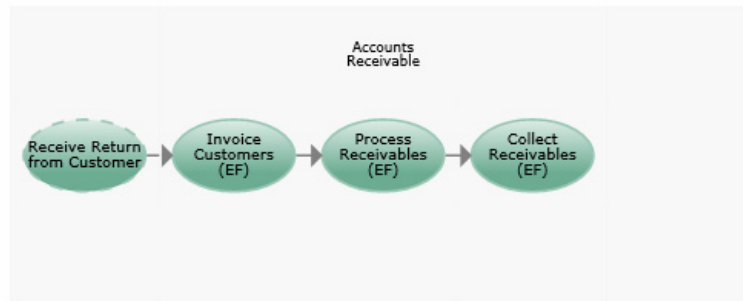 Accounts
Receivable
Receive Return
from Customer
Invoice
Customers
(EF)
Process
Receivables
(EF)
Collect
Receivables
(EF)